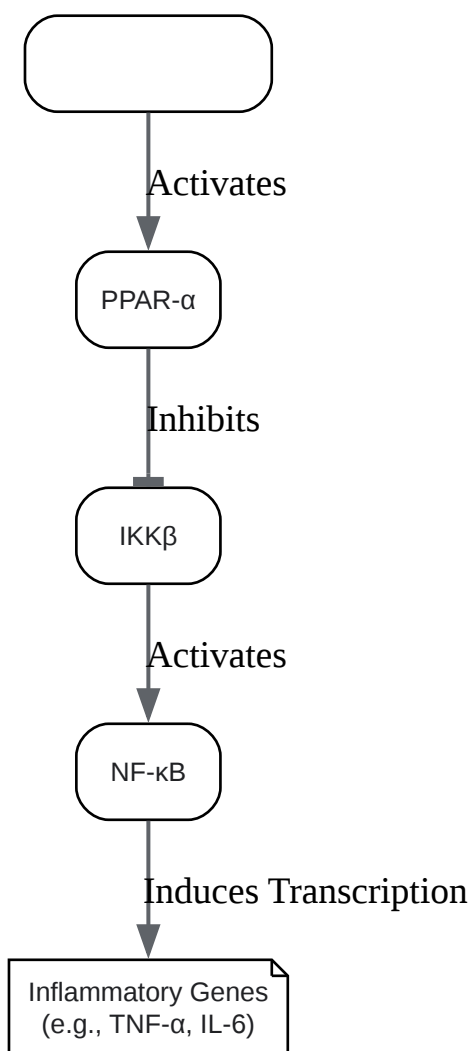 Activates
PPAR-α
Inhibits
IKKβ
Activates
NF-κB
Induces Transcription
Inflammatory Genes
(e.g., TNF-α, IL-6)